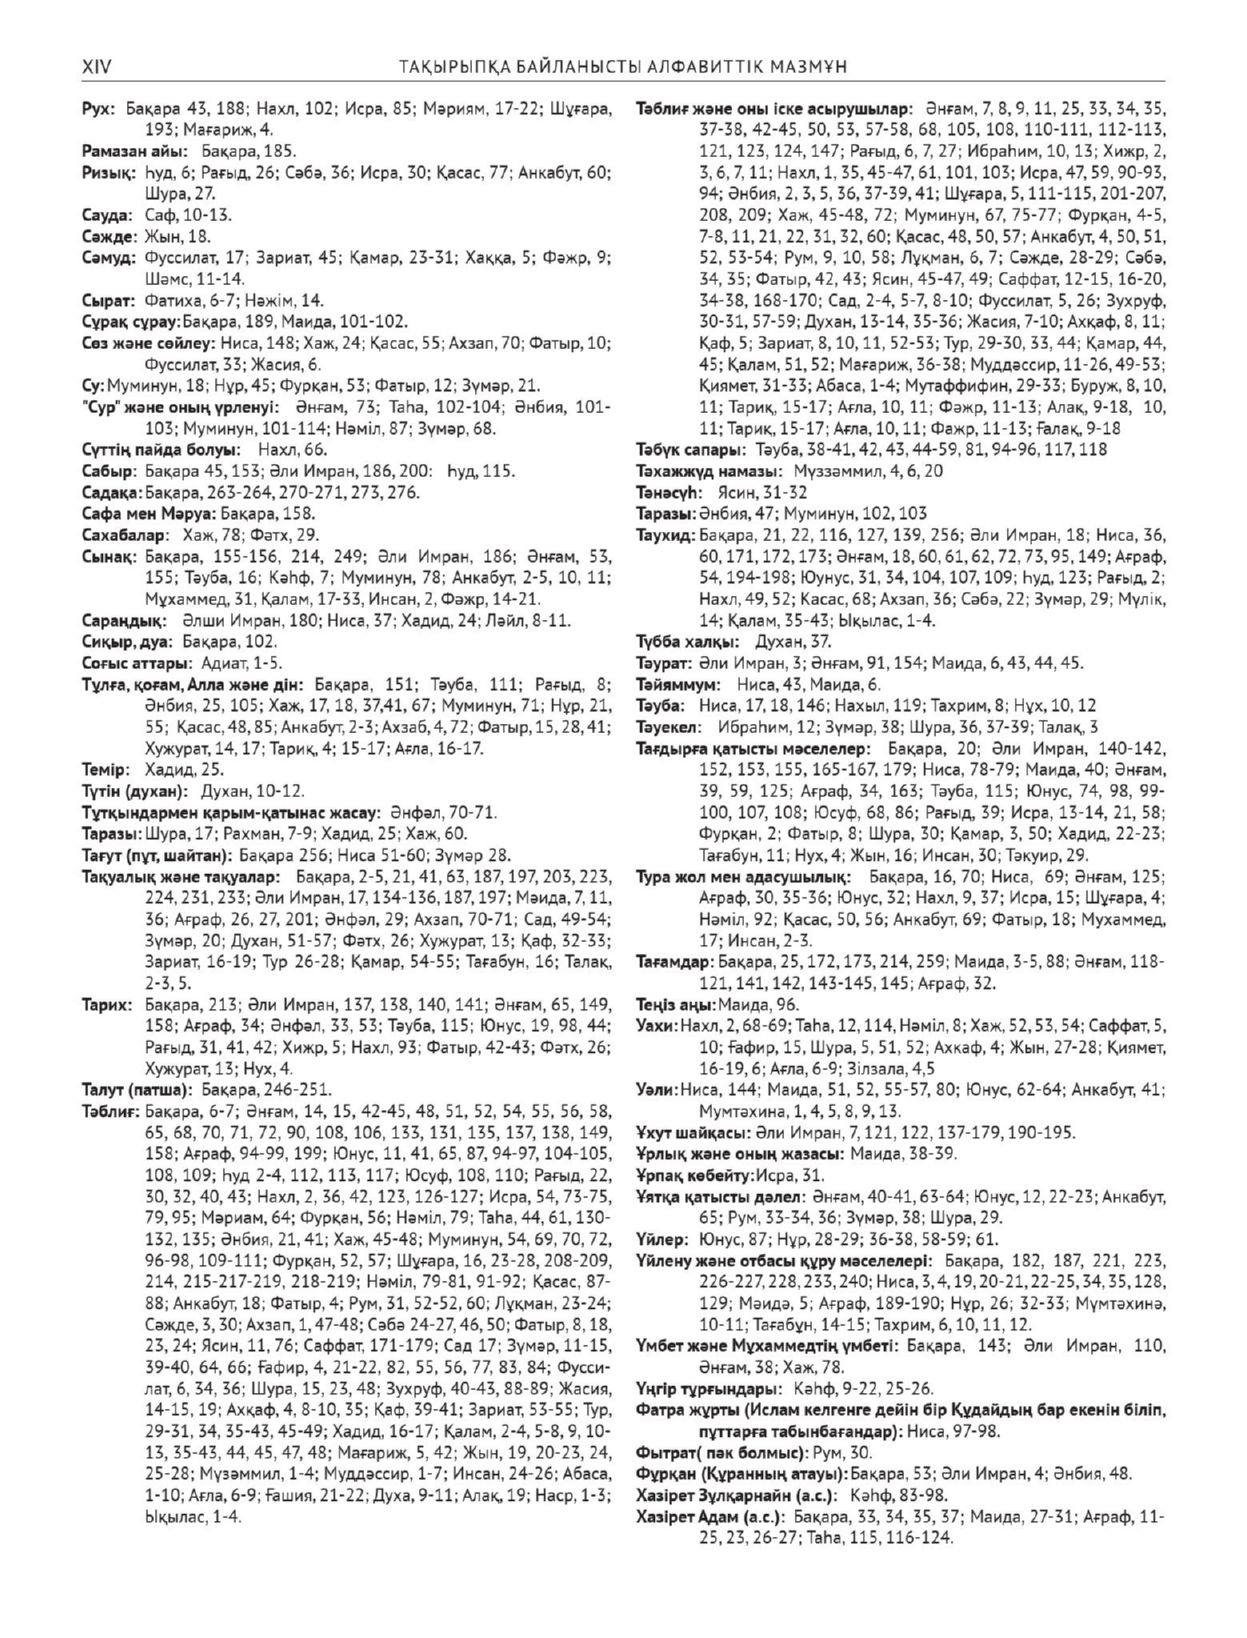 XIV
ТАҚЫРЫПҚА БАЙЛАНЫСТЫ АЛФАВИТТІК МАЗМҰН
Рух: Бақара 43, 188; Нахл, 102; Исра, 85; Мәриям, 17-22; Шұғара,
193; Мағариж, 4.
Рамазан айы: Бақара, 185.
Ризық: Һуд, 6; Рағыд, 26; Сәбә, 36; Исра, 30; Қасас, 77; Анкабут, 60;
Шура, 27.
Сауда: Саф, 10-13.
Сәжде: Жын, 18.
Сәмуд: Фуссилат, 17; Зариат, 45; Қамар, 23-31; Хаққа, 5; Фәжр, 9;
Шәмс, 11-14.
Сырат: Фатиха, 6-7; Нәжім, 14.
Сұрақ сұрау: Бақара, 189, Маида, 101-102.
Сөз және сөйлеу: Ниса, 148; Хаж, 24; Қасас, 55; Ахзап, 70; Фатыр, 10;
Фуссилат, 33; Жасия, 6.
Су: Муминун, 18; Нұр, 45; Фурқан, 53; Фатыр, 12; Зүмәр, 21.
"Сур" және оның үрленуі: Әнғам, 73; Таһа, 102-104; Әнбия, 101-
103; Муминун, 101-114; Нәміл, 87; Зүмәр, 68.
Сүттің пайда болуы: Нахл, 66.
Сабыр: Бақара 45, 153; Әли Имран, 186, 200: Һуд, 115.
Садақа: Бақара, 263-264, 270-271, 273, 276.
Сафа мен Мәруа: Бақара, 158.
Сахабалар: Хаж, 78; Фәтх, 29.
Сынақ: Бақара, 155-156, 214, 249; Әли Имран, 186; Әнғам, 53,
155; Тәуба, 16; Кәһф, 7; Муминун, 78; Анкабут, 2-5, 10, 11;
Мұхаммед, 31, Қалам, 17-33, Инсан, 2, Фәжр, 14-21.
Сараңдық: Әлши Имран, 180; Ниса, 37; Хадид, 24; Ләйл, 8-11.
Сиқыр, дуа: Бақара, 102.
Соғыс аттары: Адиат, 1-5.
Тұлға, қоғам, Алла және дін: Бақара, 151; Тәуба, 111; Рағыд, 8;
Әнбия, 25, 105; Хаж, 17, 18, 37,41, 67; Муминун, 71; Нұр, 21,
55; Қасас, 48, 85; Анкабут, 2-3; Ахзаб, 4, 72; Фатыр, 15, 28, 41;
Хужурат, 14, 17; Тариқ, 4; 15-17; Ағла, 16-17.
Темір: Хадид, 25.
Түтін (духан): Духан, 10-12.
Тұтқындармен қарым-қатынас жасау: Әнфәл, 70-71.
Таразы: Шура, 17; Рахман, 7-9; Хадид, 25; Хаж, 60.
Тағут (пұт, шайтан): Бақара 256; Ниса 51-60; Зүмәр 28.
Тақуалық және тақуалар: Бақара, 2-5, 21, 41, 63, 187, 197, 203, 223,
224, 231, 233; Әли Имран, 17, 134-136, 187, 197; Мәида, 7, 11,
36; Ағраф, 26, 27, 201; Әнфәл, 29; Ахзап, 70-71; Сад, 49-54;
Зүмәр, 20; Духан, 51-57; Фәтх, 26; Хужурат, 13; Қаф, 32-33;
Зариат, 16-19; Тур 26-28; Қамар, 54-55; Тағабун, 16; Талақ,
2-3, 5.
Тарих: Бақара, 213; Әли Имран, 137, 138, 140, 141; Әнғам, 65, 149,
158; Ағраф, 34; Әнфәл, 33, 53; Тәуба, 115; Юнус, 19, 98, 44;
Рағыд, 31, 41, 42; Хижр, 5; Нахл, 93; Фатыр, 42-43; Фәтх, 26;
Хужурат, 13; Нух, 4.
Талут (патша): Бақара, 246-251.
Тәблиғ: Бақара, 6-7; Әнғам, 14, 15, 42-45, 48, 51, 52, 54, 55, 56, 58,
65, 68, 70, 71, 72, 90, 108, 106, 133, 131, 135, 137, 138, 149,
158; Ағраф, 94-99, 199; Юнус, 11, 41, 65, 87, 94-97, 104-105,
108, 109; Һуд 2-4, 112, 113, 117; Юсуф, 108, 110; Рағыд, 22,
30, 32, 40, 43; Нахл, 2, 36, 42, 123, 126-127; Исра, 54, 73-75,
79, 95; Мәриам, 64; Фурқан, 56; Нәміл, 79; Таһа, 44, 61, 130-
132, 135; Әнбия, 21, 41; Хаж, 45-48; Муминун, 54, 69, 70, 72,
96-98, 109-111; Фурқан, 52, 57; Шұғара, 16, 23-28, 208-209,
214, 215-217-219, 218-219; Нәміл, 79-81, 91-92; Қасас, 87-
88; Анкабут, 18; Фатыр, 4; Рум, 31, 52-52, 60; Лұқман, 23-24;
Сәжде, 3, 30; Ахзап, 1, 47-48; Сәбә 24-27, 46, 50; Фатыр, 8, 18,
23, 24; Ясин, 11, 76; Саффат, 171-179; Сад 17; Зүмәр, 11-15,
39-40, 64, 66; Ғафир, 4, 21-22, 82, 55, 56, 77, 83, 84; Фусси-
лат, 6, 34, 36; Шура, 15, 23, 48; Зухруф, 40-43, 88-89; Жасия,
14-15, 19; Ахқаф, 4, 8-10, 35; Қаф, 39-41; Зариат, 53-55; Тур,
29-31, 34, 35-43, 45-49; Хадид, 16-17; Қалам, 2-4, 5-8, 9, 10-
13, 35-43, 44, 45, 47, 48; Мағариж, 5, 42; Жын, 19, 20-23, 24,
25-28; Мүзәммил, 1-4; Муддәссир, 1-7; Инсан, 24-26; Абаса,
1-10; Ағла, 6-9; Ғашия, 21-22; Духа, 9-11; Алақ, 19; Наср, 1-3;
Ықылас, 1-4.
Тәблиғ және оны іске асырушылар: Әнғам, 7, 8, 9, 11, 25, 33, 34, 35,
37-38, 42-45, 50, 53, 57-58, 68, 105, 108, 110-111, 112-113,
121, 123, 124, 147; Рағыд, 6, 7, 27; Ибраһим, 10, 13; Хижр, 2,
3, 6, 7, 11; Нахл, 1, 35, 45-47, 61, 101, 103; Исра, 47, 59, 90-93,
94; Әнбия, 2, 3, 5, 36, 37-39, 41; Шұғара, 5, 111-115, 201-207,
208, 209; Хаж, 45-48, 72; Муминун, 67, 75-77; Фурқан, 4-5,
7-8, 11, 21, 22, 31, 32, 60; Қасас, 48, 50, 57; Анкабут, 4, 50, 51,
52, 53-54; Рум, 9, 10, 58; Лұқман, 6, 7; Сәжде, 28-29; Сәбә,
34, 35; Фатыр, 42, 43; Ясин, 45-47, 49; Саффат, 12-15, 16-20,
34-38, 168-170; Сад, 2-4, 5-7, 8-10; Фуссилат, 5, 26; Зухруф,
30-31, 57-59; Духан, 13-14, 35-36; Жасия, 7-10; Ахқаф, 8, 11;
Қаф, 5; Зариат, 8, 10, 11, 52-53; Тур, 29-30, 33, 44; Қамар, 44,
45; Қалам, 51, 52; Мағариж, 36-38; Муддәссир, 11-26, 49-53;
Қиямет, 31-33; Абаса, 1-4; Мутаффифин, 29-33; Буруж, 8, 10,
11; Тариқ, 15-17; Ағла, 10, 11; Фәжр, 11-13; Алақ, 9-18, 10,
11; Тариқ, 15-17; Ағла, 10, 11; Фажр, 11-13; Ғалақ, 9-18
Тәбүк сапары: Тәуба, 38-41, 42, 43, 44-59, 81, 94-96, 117, 118
Тәхажжүд намазы: Мүззәммил, 4, 6, 20
Тәнәсүһ: Ясин, 31-32
Таразы: Әнбия, 47; Муминун, 102, 103
Таухид: Бақара, 21, 22, 116, 127, 139, 256; Әли Имран, 18; Ниса, 36,
60, 171, 172, 173; Әнғам, 18, 60, 61, 62, 72, 73, 95, 149; Ағраф,
54, 194-198; Юунус, 31, 34, 104, 107, 109; Һуд, 123; Рағыд, 2;
Нахл, 49, 52; Касас, 68; Ахзап, 36; Сәбә, 22; Зүмәр, 29; Мүлік,
14; Қалам, 35-43; Ықылас, 1-4.
Түбба халқы: Духан, 37.
Тәурат: Әли Имран, 3; Әнғам, 91, 154; Маида, 6, 43, 44, 45.
Тәйяммум: Ниса, 43, Маида, 6.
Тәуба: Ниса, 17, 18, 146; Нахыл, 119; Тахрим, 8; Нұх, 10, 12
Тәуекел: Ибраһим, 12; Зүмәр, 38; Шура, 36, 37-39; Талақ, 3
Тағдырға қатысты мәселелер: Бақара, 20; Әли Имран, 140-142,
152, 153, 155, 165-167, 179; Ниса, 78-79; Маида, 40; Әнғам,
39, 59, 125; Ағраф, 34, 163; Тәуба, 115; Юнус, 74, 98, 99-
100, 107, 108; Юсуф, 68, 86; Рағыд, 39; Исра, 13-14, 21, 58;
Фурқан, 2; Фатыр, 8; Шура, 30; Қамар, 3, 50; Хадид, 22-23;
Тағабун, 11; Нух, 4; Жын, 16; Инсан, 30; Тәкуир, 29.
Тура жол мен адасушылық: Бақара, 16, 70; Ниса, 69; Әнғам, 125;
Ағраф, 30, 35-36; Юнус, 32; Нахл, 9, 37; Исра, 15; Шұғара, 4;
Нәміл, 92; Қасас, 50, 56; Анкабут, 69; Фатыр, 18; Мухаммед,
17; Инсан, 2-3.
Тағамдар: Бақара, 25, 172, 173, 214, 259; Маида, 3-5, 88; Әнғам, 118-
121, 141, 142, 143-145, 145; Ағраф, 32.
Теңіз аңы: Маида, 96.
Уахи: Нахл, 2, 68-69; Таһа, 12, 114, Нәміл, 8; Хаж, 52, 53, 54; Саффат, 5,
10; Ғафир, 15, Шура, 5, 51, 52; Ахкаф, 4; Жын, 27-28; Қиямет,
16-19, 6; Ағла, 6-9; Зілзала, 4,5
Уәли: Ниса, 144; Маида, 51, 52, 55-57, 80; Юнус, 62-64; Анкабут, 41;
Мумтәхина, 1, 4, 5, 8, 9, 13.
Ұхут шайқасы: Әли Имран, 7, 121, 122, 137-179, 190-195.
Ұрлық және оның жазасы: Маида, 38-39.
Ұрпақ көбейту: Исра, 31.
Ұятқа қатысты дәлел: Әнғам, 40-41, 63-64; Юнус, 12, 22-23; Анкабут,
65; Рум, 33-34, 36; Зүмәр, 38; Шура, 29.
Үйлер: Юнус, 87; Нұр, 28-29; 36-38, 58-59; 61.
Үйлену және отбасы құру мәселелері: Бақара, 182, 187, 221, 223,
226-227, 228, 233, 240; Ниса, 3, 4, 19, 20-21, 22-25, 34, 35, 128,
129; Мәидә, 5; Ағраф, 189-190; Нұр, 26; 32-33; Мүмтәхинә,
10-11; Тағабұн, 14-15; Тахрим, 6, 10, 11, 12.
Үмбет және Мұхаммедтің үмбеті: Бақара, 143; Әли Имран, 110,
Әнғам, 38; Хаж, 78.
Үңгір тұрғындары: Кәһф, 9-22, 25-26.
Фатра жұрты (Ислам келгенге дейін бір Құдайдың бар екенін біліп,
пұттарға табынбағандар): Ниса, 97-98.
Фытрат( пәк болмыс): Рум, 30.
Фұрқан (Құранның атауы): Бақара, 53; Әли Имран, 4; Әнбия, 48.
Хазірет Зұлқарнайн (а.с.): Кәһф, 83-98.
Хазірет Адам (а.с.): Бақара, 33, 34, 35, 37; Маида, 27-31; Ағраф, 11-
25, 23, 26-27; Таһа, 115, 116-124.